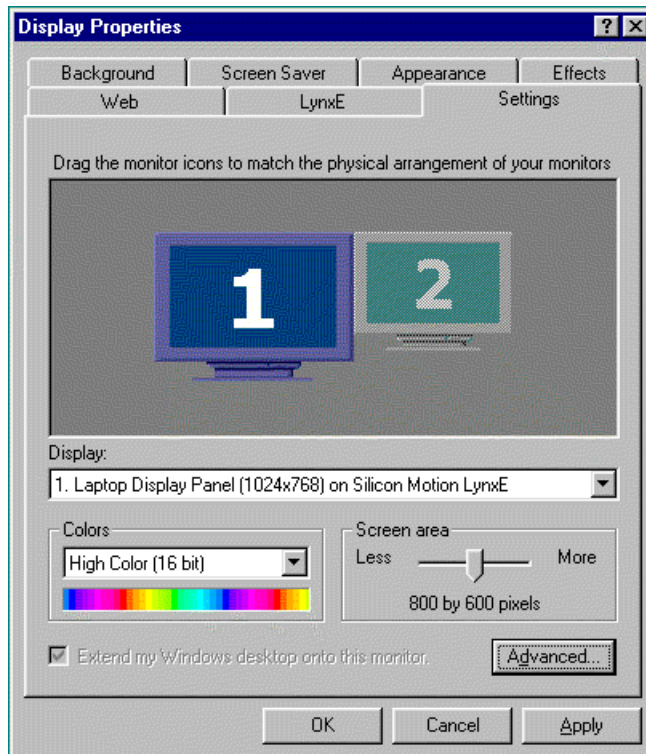 Display Properties
Background Screen Saver Appearance Effects
Web LynxE Settings
Drag the monitor icons to match the physical arrangement of your monitors
1 2
Display:
1. Laptop Display Panel (1024x768) on Silicon Motion LynxE
Colors
High Color (16 bit)
Screen area
Less More
800 by 600 pixels
Extend my Windows desktop onto this monitor.
Advanced...
OK Cancel Apply